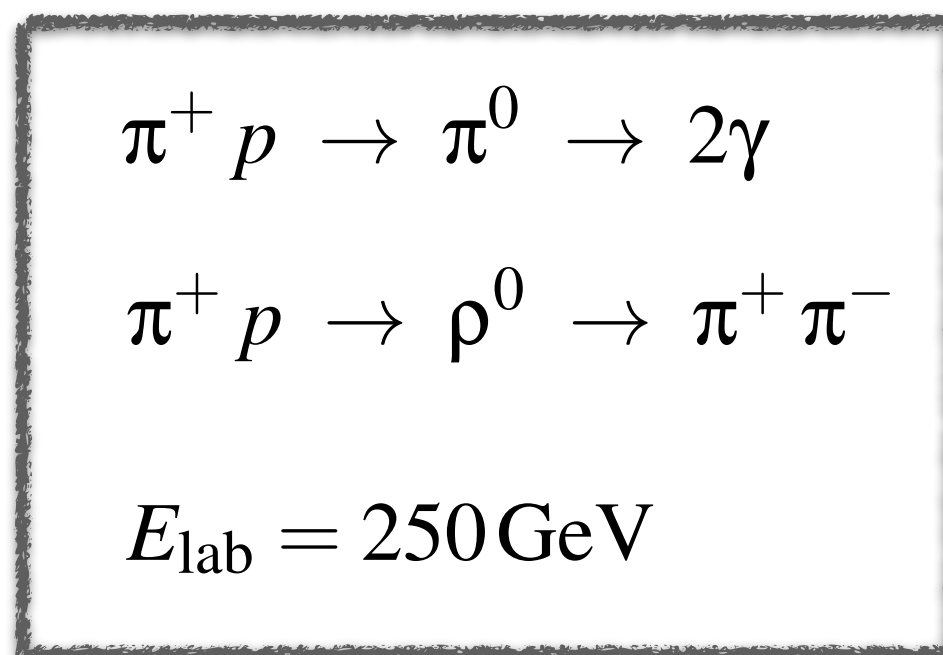 π⁺ p → π⁰ → 2γ
π⁺ p → ρ⁰ → π⁺ π⁻
E_lab = 250 GeV